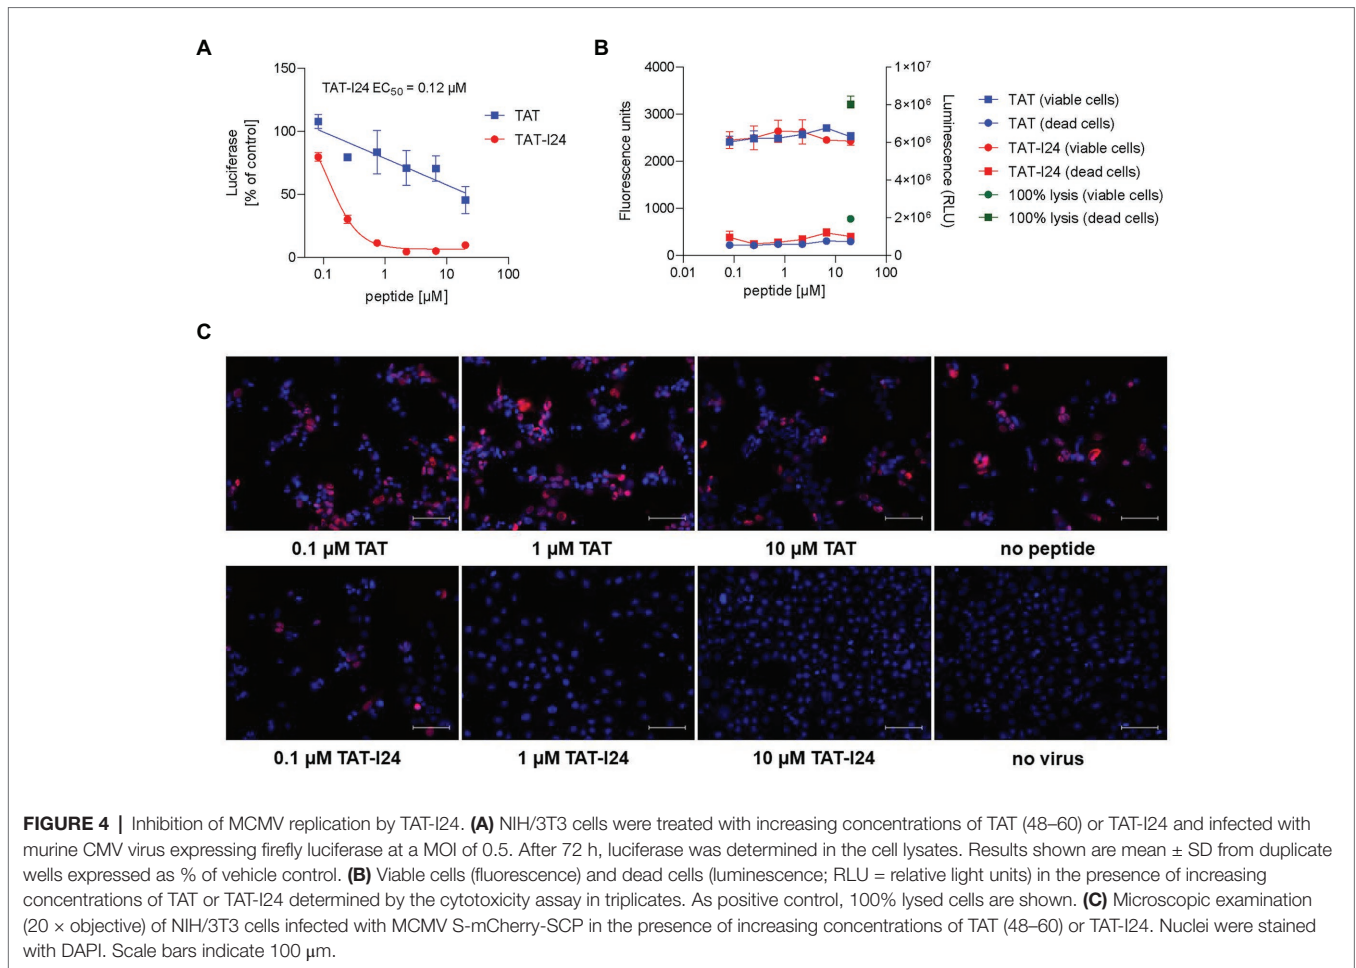 A
150
100
50
0
Luciferase
[% of control]
TAT-I24 EC50 = 0.12 µM
TAT
TAT-I24
0.1
1
10
100
peptide [µM]
B
4000
3000
2000
1000
0
Fluorescence units
1×10⁷
8×10⁶
6×10⁶
4×10⁶
2×10⁶
0
Luminescence (RLU)
0.01
0.1
1
10
100
peptide [µM]
TAT (viable cells)
TAT (dead cells)
TAT-I24 (viable cells)
TAT-I24 (dead cells)
100% lysis (viable cells)
100% lysis (dead cells)
C
0.1 µM TAT
1 µM TAT
10 µM TAT
no peptide
0.1 µM TAT-I24
1 µM TAT-I24
10 µM TAT-I24
no virus
FIGURE 4 | Inhibition of MCMV replication by TAT-I24. (A) NIH/3T3 cells were treated with increasing concentrations of TAT (48–60) or TAT-I24 and infected with
murine CMV virus expressing firefly luciferase at a MOI of 0.5. After 72 h, luciferase was determined in the cell lysates. Results shown are mean ± SD from duplicate
wells expressed as % of vehicle control. (B) Viable cells (fluorescence) and dead cells (luminescence; RLU = relative light units) in the presence of increasing
concentrations of TAT or TAT-I24 determined by the cytotoxicity assay in triplicates. As positive control, 100% lysed cells are shown. (C) Microscopic examination
(20 × objective) of NIH/3T3 cells infected with MCMV S-mCherry-SCP in the presence of increasing concentrations of TAT (48–60) or TAT-I24. Nuclei were stained
with DAPI. Scale bars indicate 100 µm.